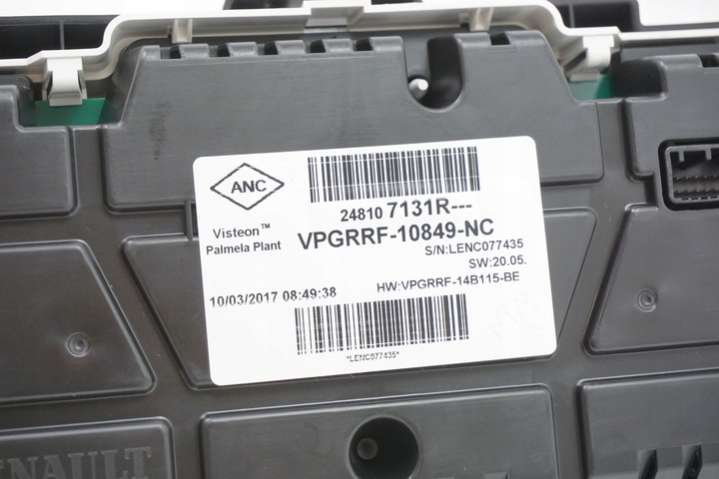 ANC
Visteon™
Palmela Plant
24810 7131R---
VPGRRF-10849-NC
S/N:LENC077435
SW:20.05.
10/03/2017 08:49:38
HW:VPGRRF-14B115-BE
*LENC077435*
ENAULT